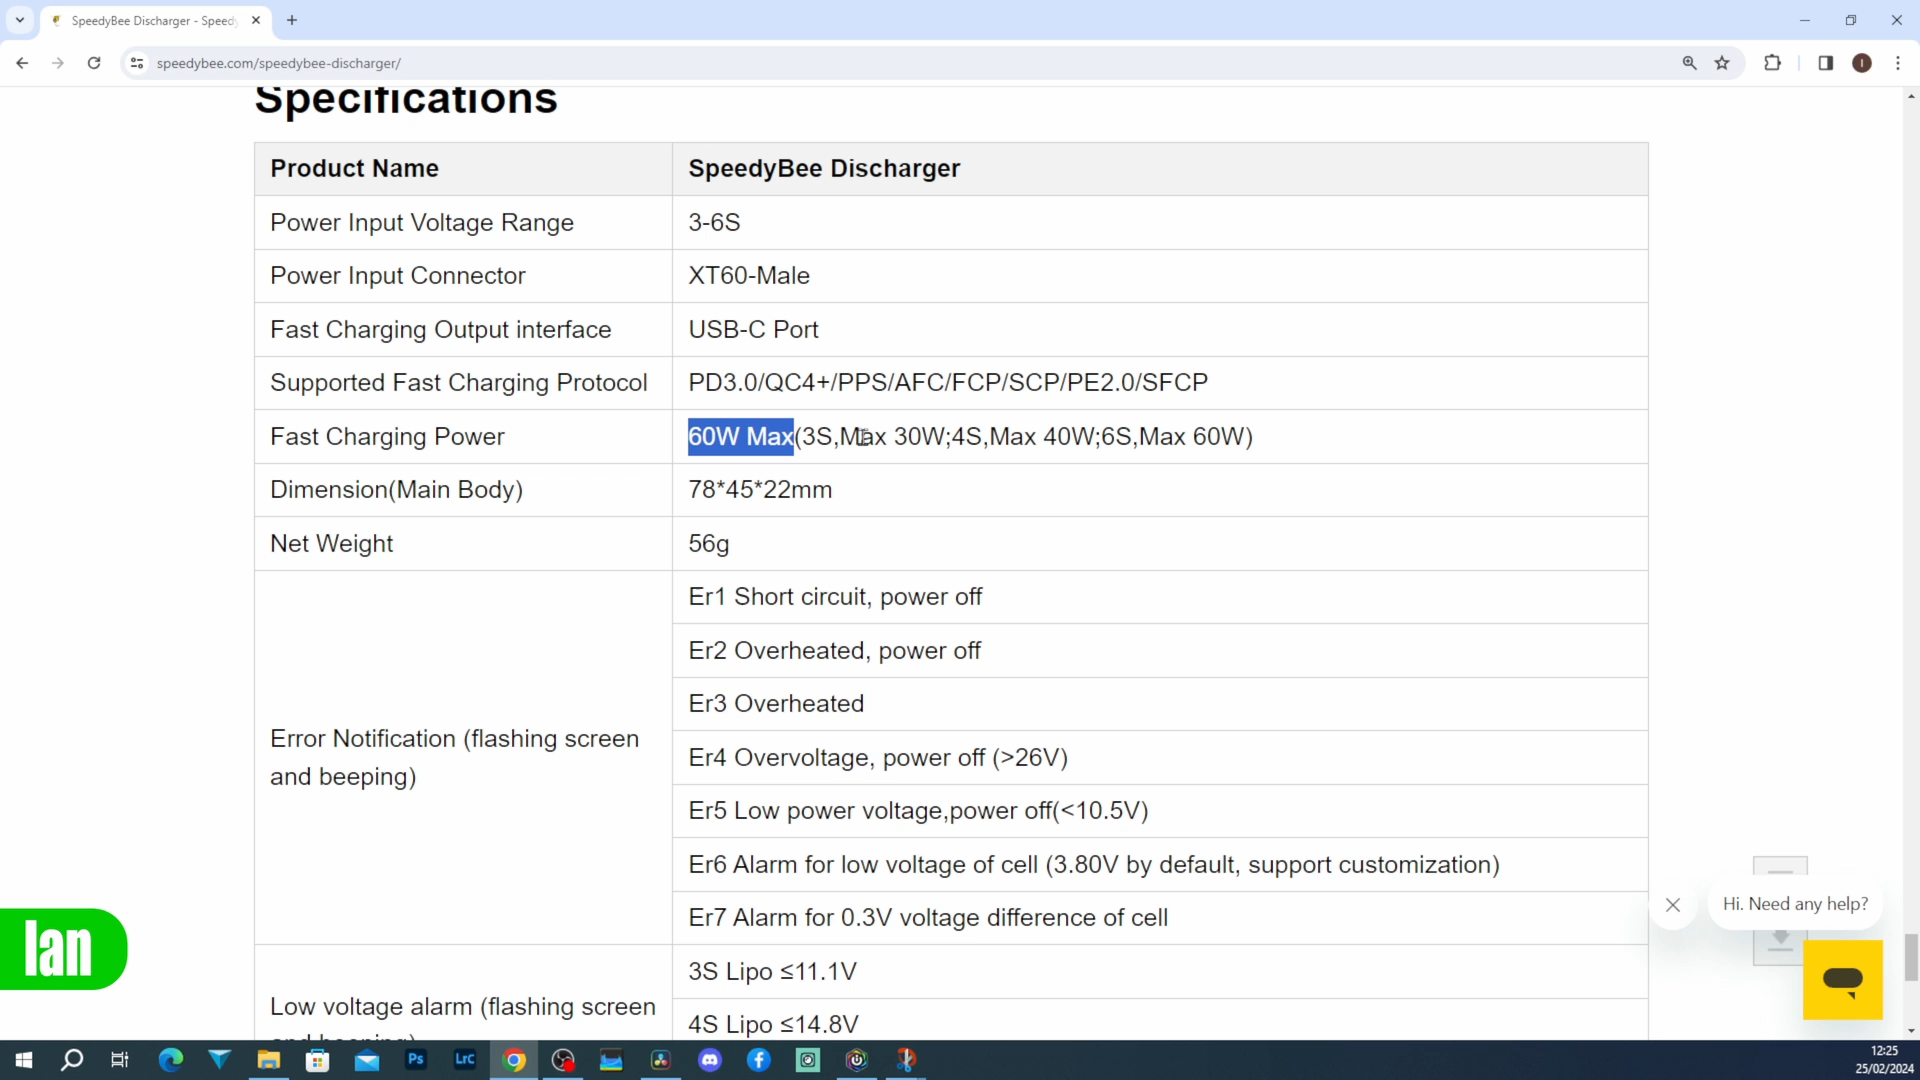 SpeedyBee Discharger - Speedy
speedybee.com/speedybee-discharger/
I
Specifications
Product Name
SpeedyBee Discharger
Power Input Voltage Range
3-6S
Power Input Connector
XT60-Male
Fast Charging Output interface
USB-C Port
Supported Fast Charging Protocol
PD3.0/QC4+/PPS/AFC/FCP/SCP/PE2.0/SFCP
Fast Charging Power
60W Max(3S,Max 30W;4S,Max 40W;6S,Max 60W)
Dimension(Main Body)
78*45*22mm
Net Weight
56g
Error Notification (flashing screen
and beeping)
Er1 Short circuit, power off
Er2 Overheated, power off
Er3 Overheated
Er4 Overvoltage, power off (>26V)
Er5 Low power voltage,power off(<10.5V)
Er6 Alarm for low voltage of cell (3.80V by default, support customization)
Er7 Alarm for 0.3V voltage difference of cell
Low voltage alarm (flashing screen
and beeping)
3S Lipo ≤11.1V
4S Lipo ≤14.8V
Hi. Need any help?
Ian
Ps
LrC
12:25
25/02/2024